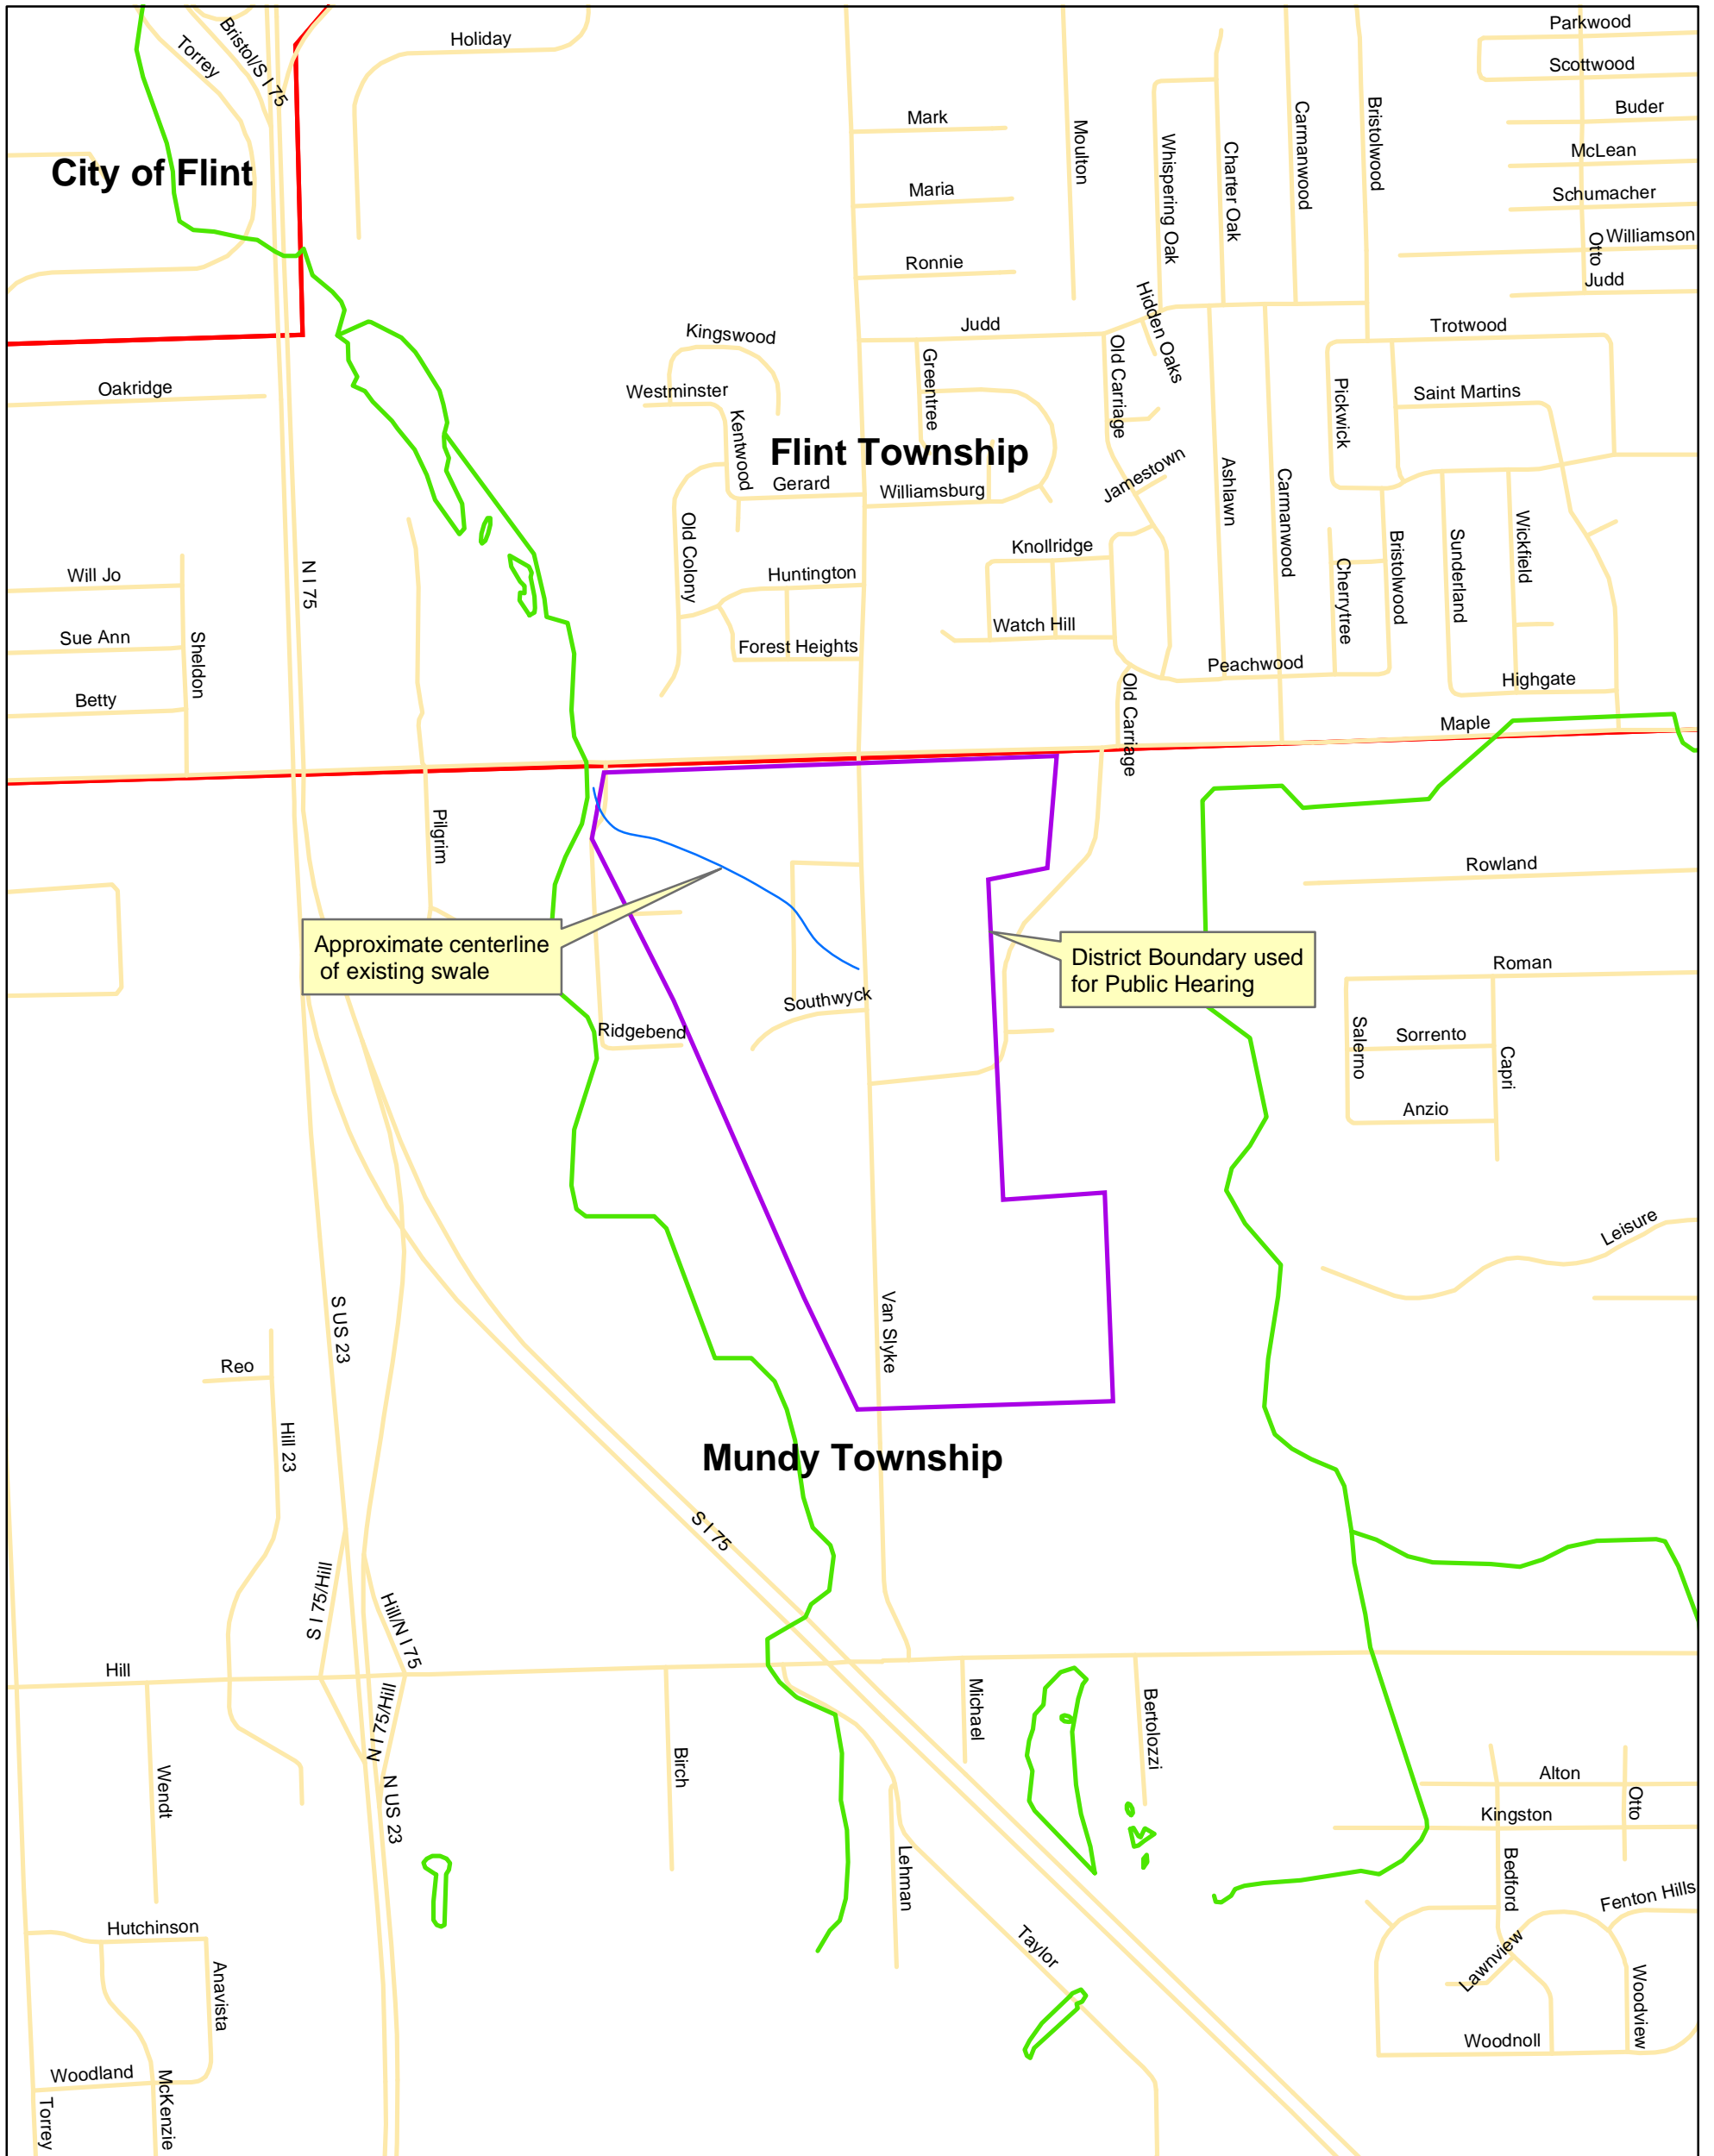 Parkwood
Holiday
Torrey
Bristol/S I 75
Scottwood
Mark
Moulton
Whispering Oak
Charter Oak
Carmanwood
Bristolwood
Buder
McLean
City of Flint
Maria
Schumacher
Otto
Williamson
Ronnie
Judd
Hidden Oaks
Kingswood
Judd
Trotwood
Oakridge
Westminster
Greentree
Old Carriage
Pickwick
Saint Martins
Kentwood
Flint Township
Jamestown
Gerard
Williamsburg
Ashlawn
Carmanwood
Old Colony
Knollridge
Cherrytree
Bristolwood
Sunderland
Wickfield
Will Jo
N I 75
Huntington
Sue Ann
Sheldon
Forest Heights
Watch Hill
Peachwood
Betty
Old Carriage
Highgate
Maple
Pilgrim
Rowland
Approximate centerline
of existing swale
District Boundary used
for Public Hearing
Roman
Southwyck
Ridgebend
Salerno
Sorrento
Capri
Anzio
Leisure
S US 23
Van Slyke
Reo
Hill 23
Mundy Township
S I 75
S I 75/Hill
Hill/N I 75
Hill
N I 75/Hill
Michael
Bertolozzi
Wendt
N US 23
Birch
Alton
Otto
Kingston
Lehman
Bedford
Fenton Hills
Hutchinson
Anavista
Taylor
Lawnview
Woodview
Woodnoll
Woodland
McKenzie
Torrey